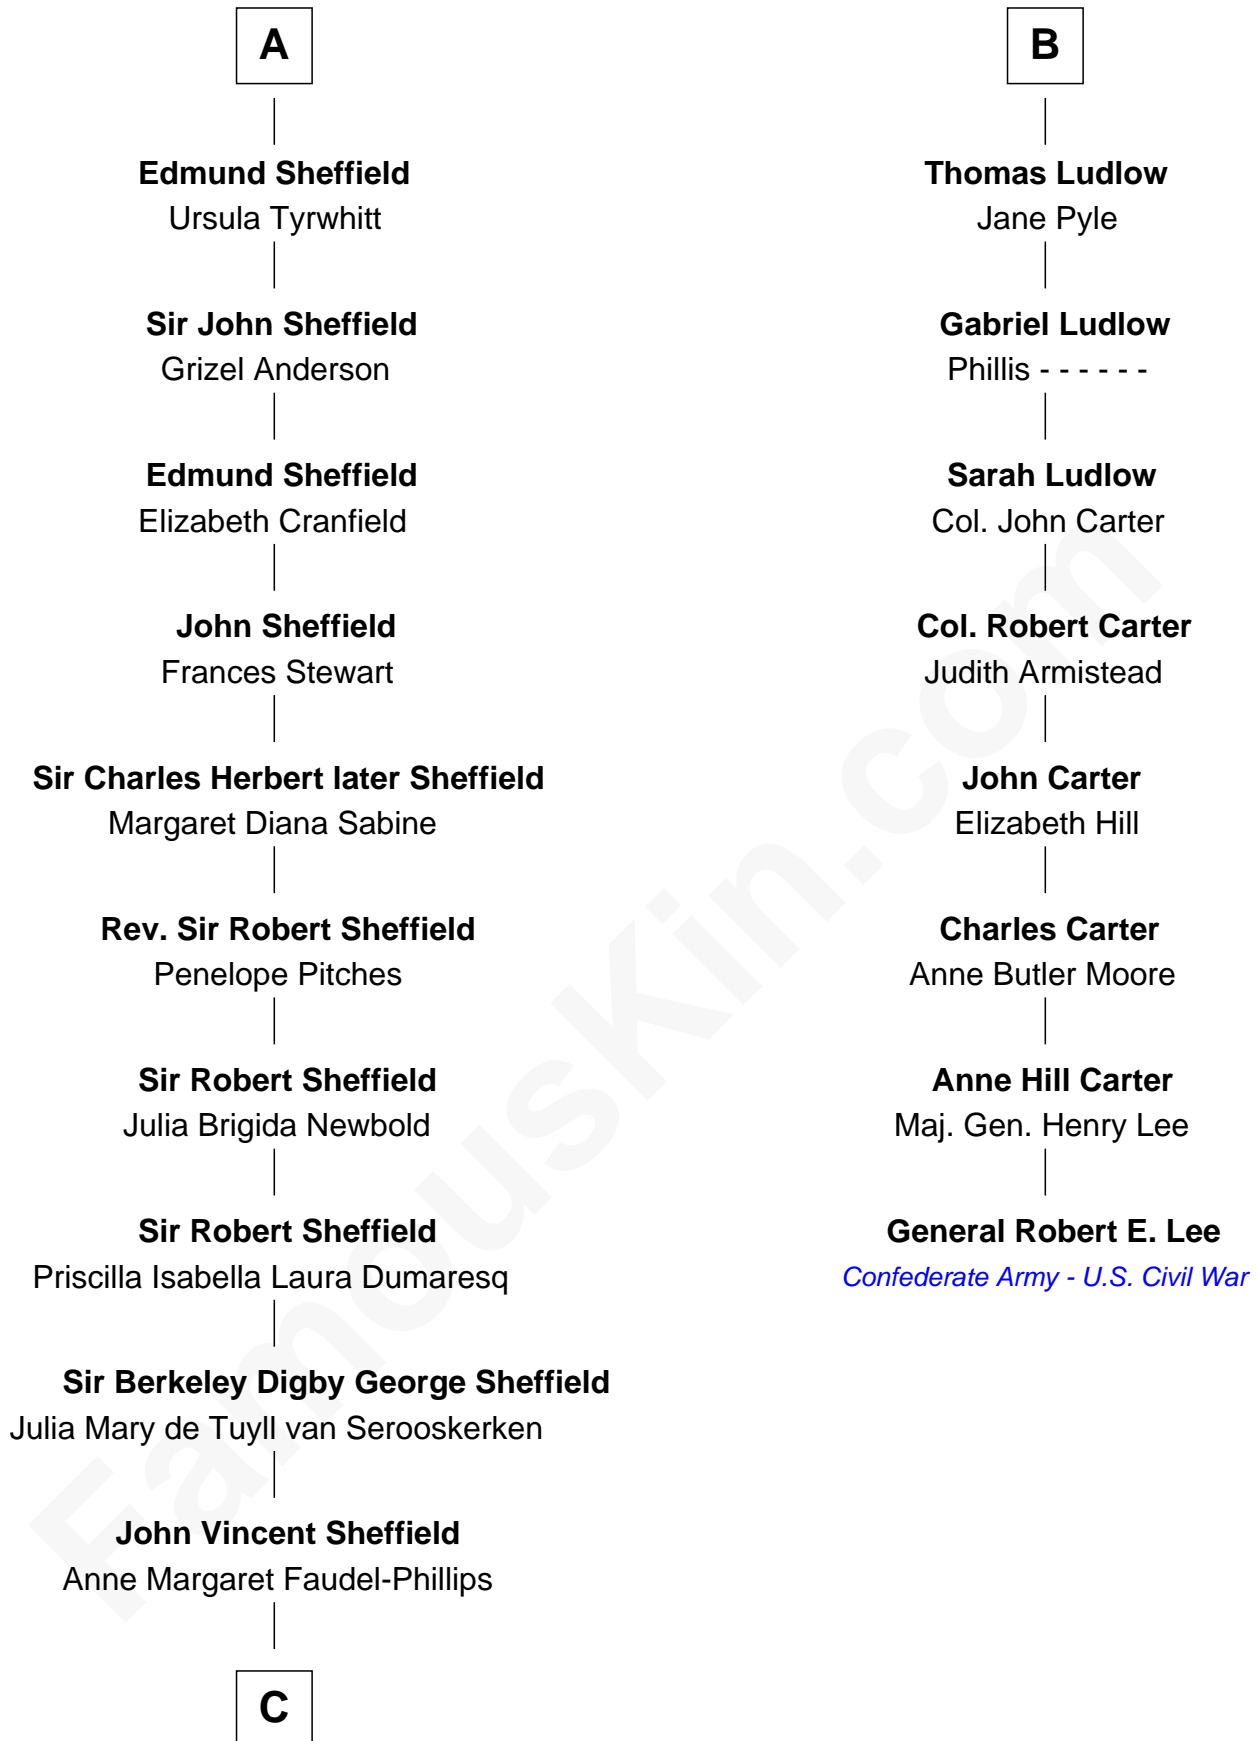 A
Edmund Sheffield
Ursula Tyrwhitt
Sir John Sheffield
Grizel Anderson
Edmund Sheffield
Elizabeth Cranfield
John Sheffield
Frances Stewart
Sir Charles Herbert later Sheffield
Margaret Diana Sabine
Rev. Sir Robert Sheffield
Penelope Pitches
Sir Robert Sheffield
Julia Brigida Newbold
Sir Robert Sheffield
Priscilla Isabella Laura Dumaresq
Sir Berkeley Digby George Sheffield
Julia Mary de Tuyll van Serooskerken
John Vincent Sheffield
Anne Margaret Faudel-Phillips
C
B
Thomas Ludlow
Jane Pyle
Gabriel Ludlow
Phillis - - - - - -
Sarah Ludlow
Col. John Carter
Col. Robert Carter
Judith Armistead
John Carter
Elizabeth Hill
Charles Carter
Anne Butler Moore
Anne Hill Carter
Maj. Gen. Henry Lee
General Robert E. Lee
Confederate Army - U.S. Civil War
FamousKin.com